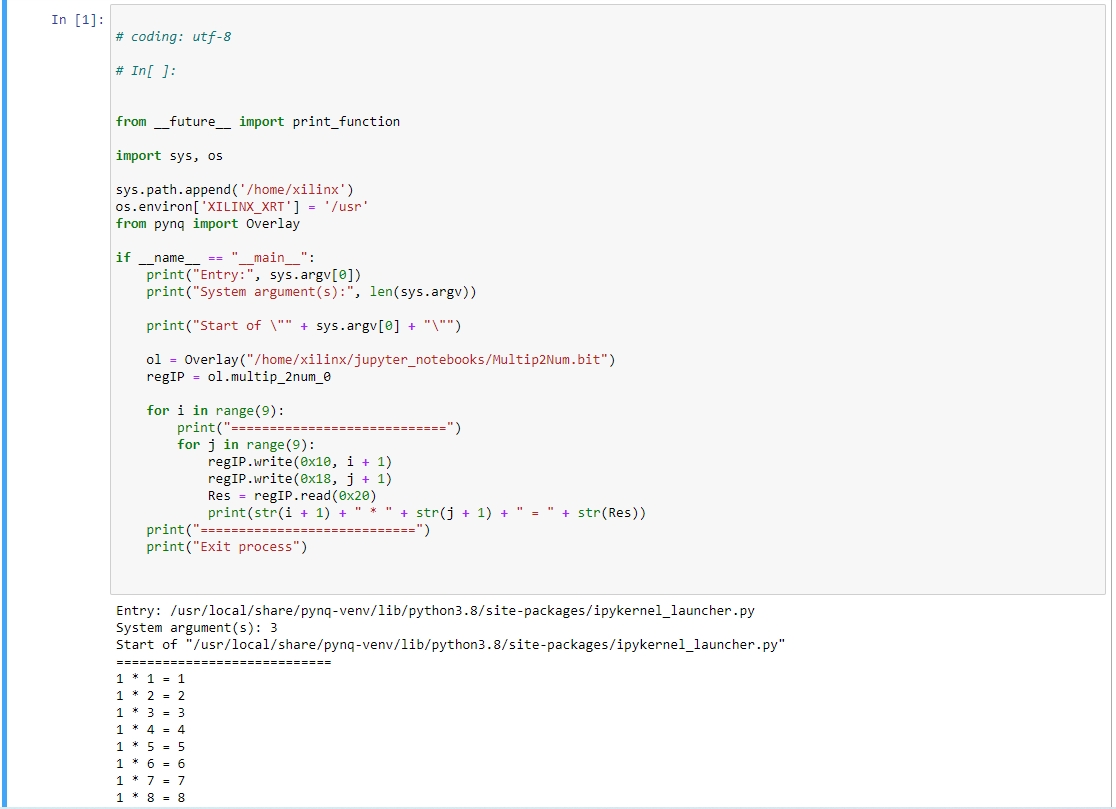 In [1]:
# coding: utf-8
# In[ ]:
from __future__ import print_function
import sys, os
sys.path.append('/home/xilinx')
os.environ['XILINX_XRT'] = '/usr'
from pynq import Overlay
if __name__ == "__main__":
    print("Entry:", sys.argv[0])
    print("System argument(s):", len(sys.argv))
    print("Start of \"" + sys.argv[0] + "\"")
    ol = Overlay("/home/xilinx/jupyter_notebooks/Multip2Num.bit")
    regIP = ol.multip_2num_0
    for i in range(9):
        print("============================")
        for j in range(9):
            regIP.write(0x10, i + 1)
            regIP.write(0x18, j + 1)
            Res = regIP.read(0x20)
            print(str(i + 1) + " * " + str(j + 1) + " = " + str(Res))
    print("============================")
    print("Exit process")
Entry: /usr/local/share/pynq-venv/lib/python3.8/site-packages/ipykernel_launcher.py
System argument(s): 3
Start of "/usr/local/share/pynq-venv/lib/python3.8/site-packages/ipykernel_launcher.py"
============================
1 * 1 = 1
1 * 2 = 2
1 * 3 = 3
1 * 4 = 4
1 * 5 = 5
1 * 6 = 6
1 * 7 = 7
1 * 8 = 8